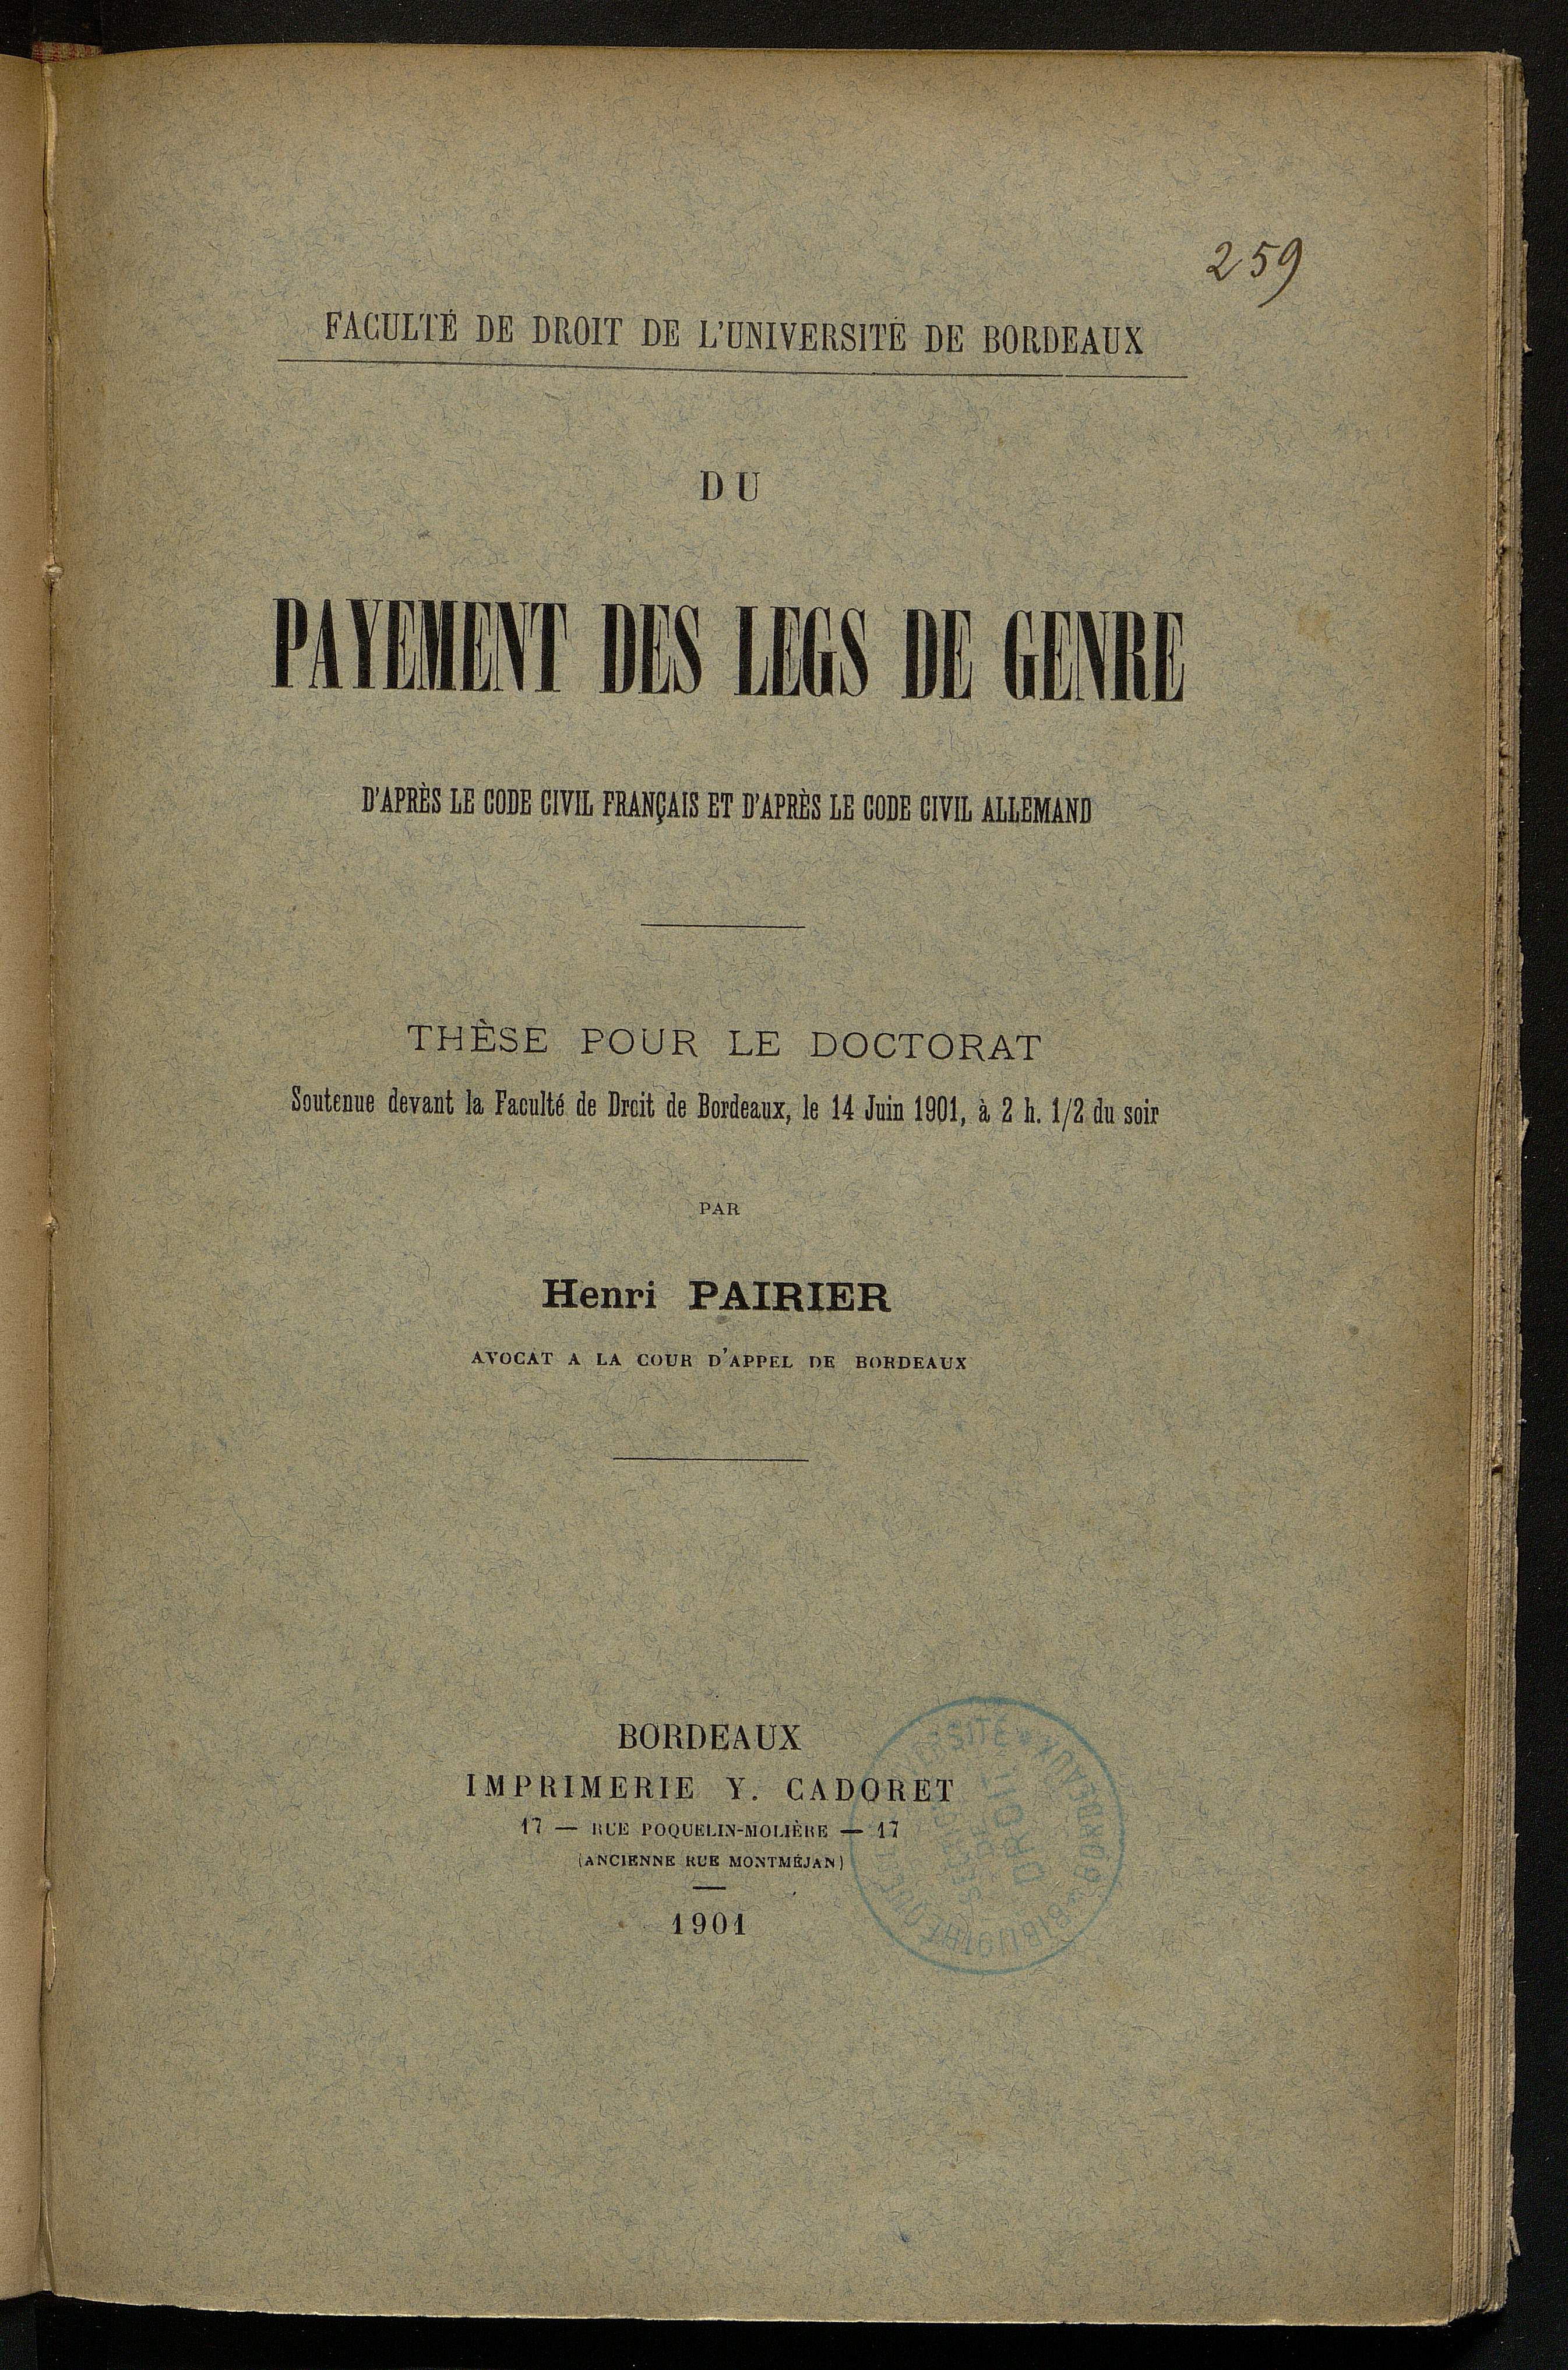 259
FACULTÉ DE DROIT DE L'UNIVERSITÉ DE BORDEAUX
DU
PAYEMENT DES LEGS DE GENRE
D'APRÈS LE CODE CIVIL FRANÇAIS ET D'APRÈS LE CODE CIVIL ALLEMAND
THÈSE POUR LE DOCTORAT
Soutenue devant la Faculté de Droit de Bordeaux, le 14 Juin 1901, à 2 h. 1/2 du soir
PAR
Henri PAIRIER
AVOCAT A LA COUR D'APPEL DE BORDEAUX
BORDEAUX
IMPRIMERIE Y. CADORET
17 — RUE POQUELIN-MOLIÈRE — 17
(ANCIENNE RUE MONTMÉJAN)
1901
DROIT